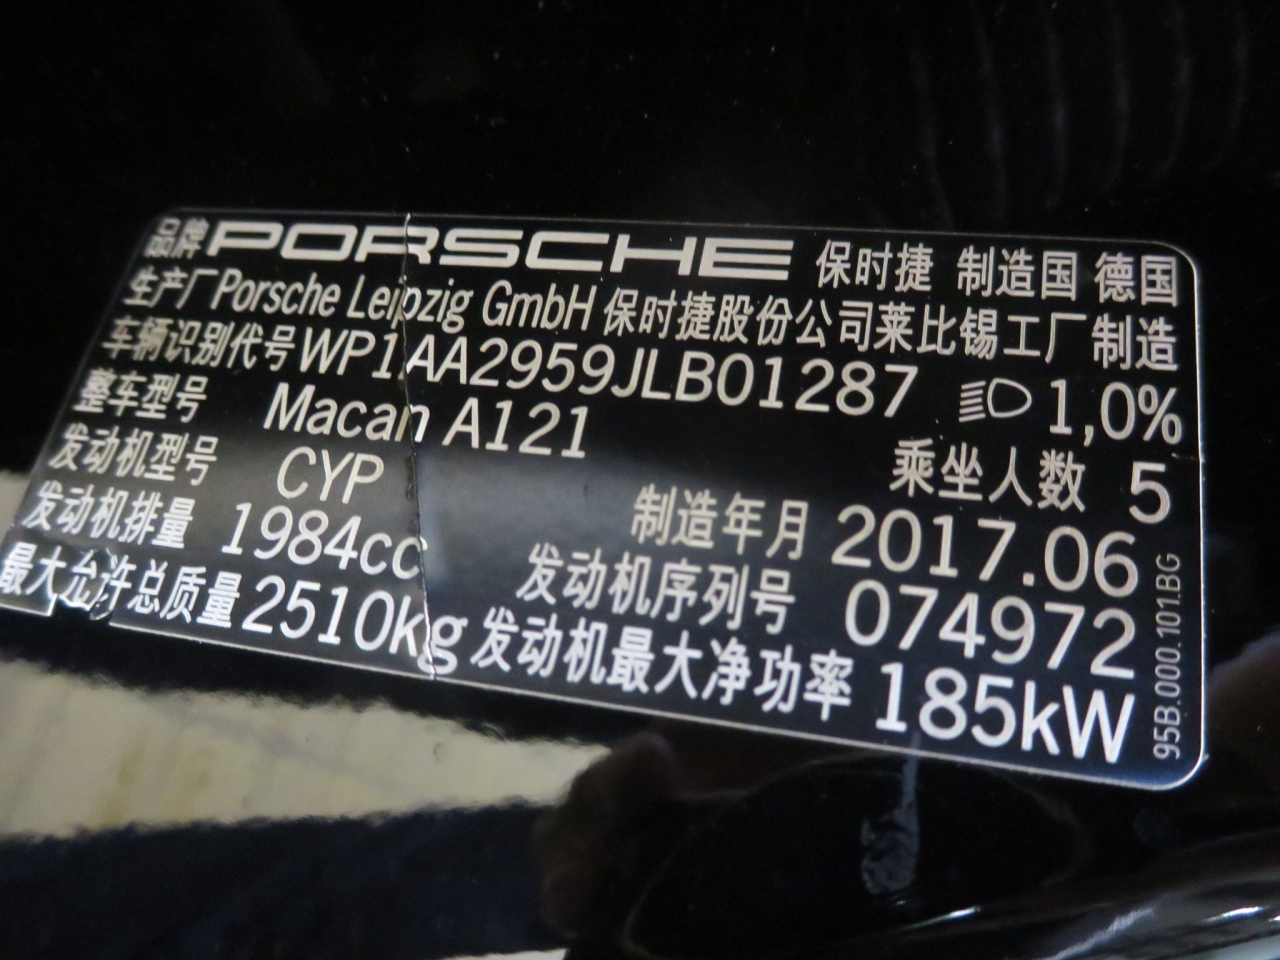 品牌 PORSCHE 保时捷 制造国 德国
生产厂 Porsche Leipzig GmbH 保时捷股份公司莱比锡工厂 制造
车辆识别代号 WP1AA2959JLB01287 1,0%
整车型号 Macan A121 乘坐人数 5
发动机型号 CYP 制造年月 2017.06
发动机排量 1984cc 发动机序列号 074972
最大允许总质量 2510kg 发动机最大净功率 185kW
95B.000.101.BG